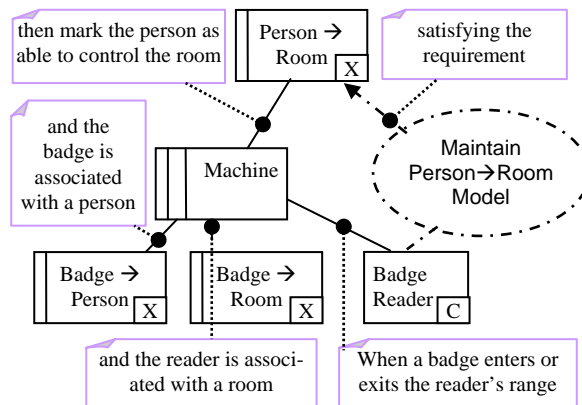 then mark the person as
able to control the room
Person →
Room
X
satisfying the
requirement
and the
badge is
associated
with a person
Machine
Maintain
Person→Room
Model
Badge →
Person
X
Badge →
Room
X
Badge
Reader
C
and the reader is associ-
ated with a room
When a badge enters or
exits the reader's range